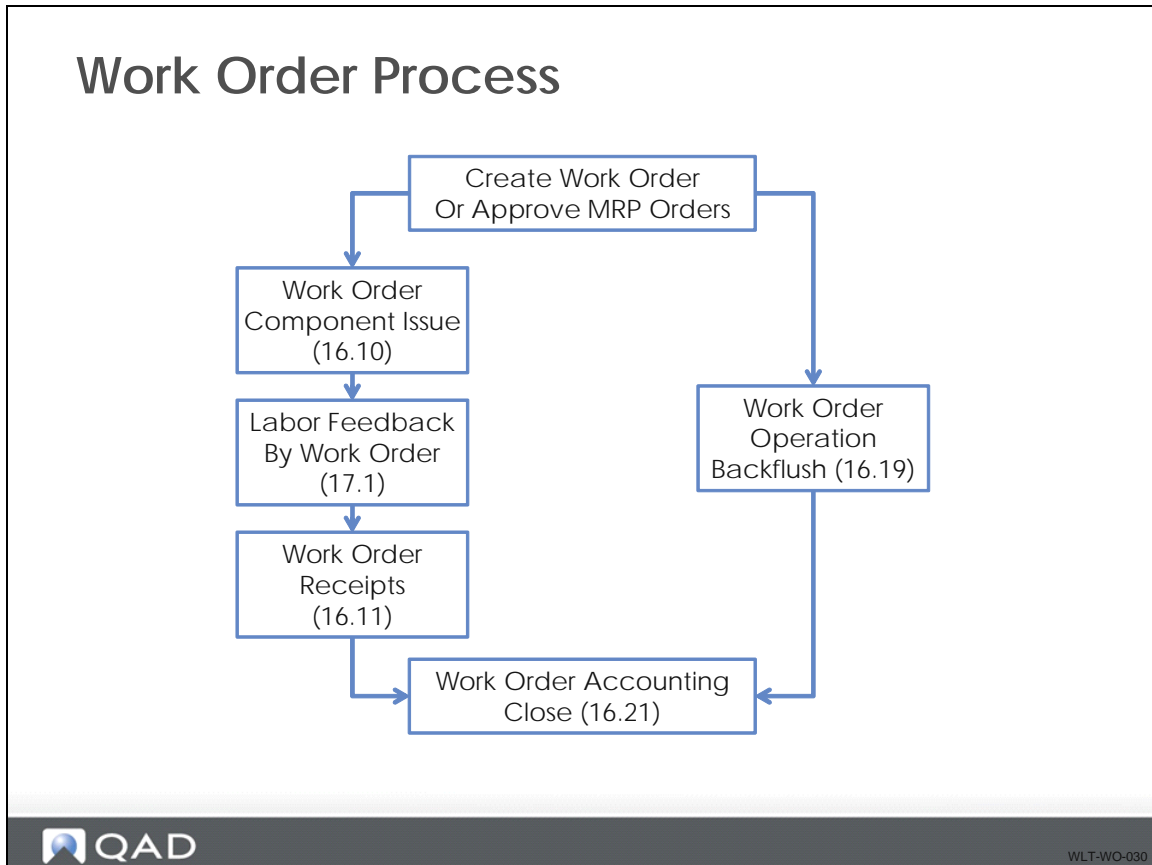 Work Order Process
Create Work Order
Or Approve MRP Orders
Work Order
Component Issue
(16.10)
Labor Feedback
By Work Order
(17.1)
Work Order
Receipts
(16.11)
Work Order
Operation
Backflush (16.19)
Work Order Accounting
Close (16.21)
QAD
WLT-WO-030